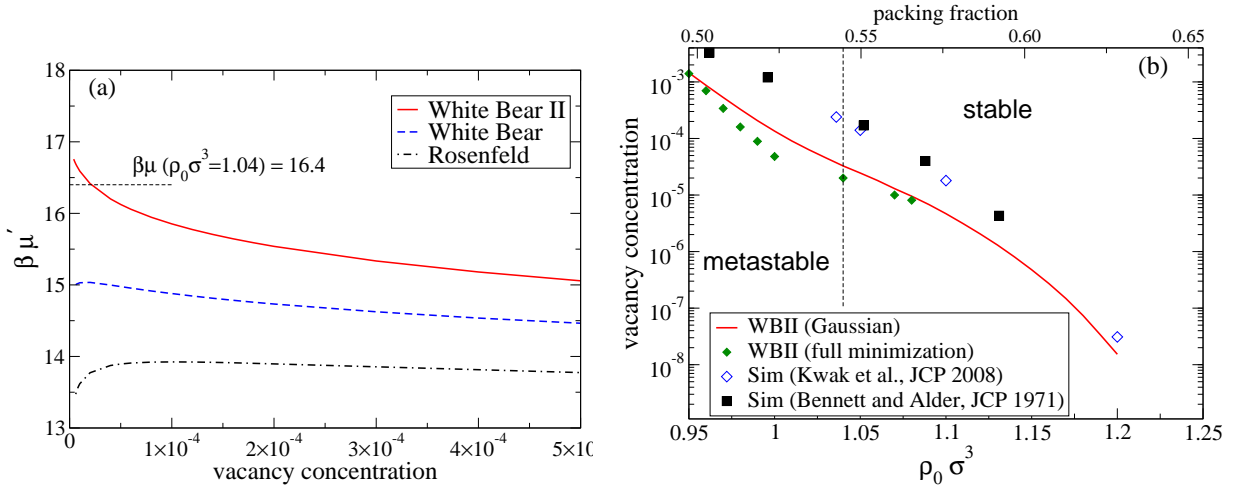 (a)
18
17
16
15
14
13
β μ′
White Bear II
White Bear
Rosenfeld
βμ (ρ₀σ³=1.04) = 16.4
0
1×10⁻⁴
2×10⁻⁴
3×10⁻⁴
4×10⁻⁴
5×10⁻⁴
vacancy concentration
packing fraction
0.50
0.55
0.60
0.65
(b)
10⁻³
10⁻⁴
10⁻⁵
10⁻⁶
10⁻⁷
10⁻⁸
vacancy concentration
stable
metastable
WBII (Gaussian)
WBII (full minimization)
Sim (Kwak et al., JCP 2008)
Sim (Bennett and Alder, JCP 1971)
0.95
1
1.05
1.1
1.15
1.2
1.25
ρ₀ σ³